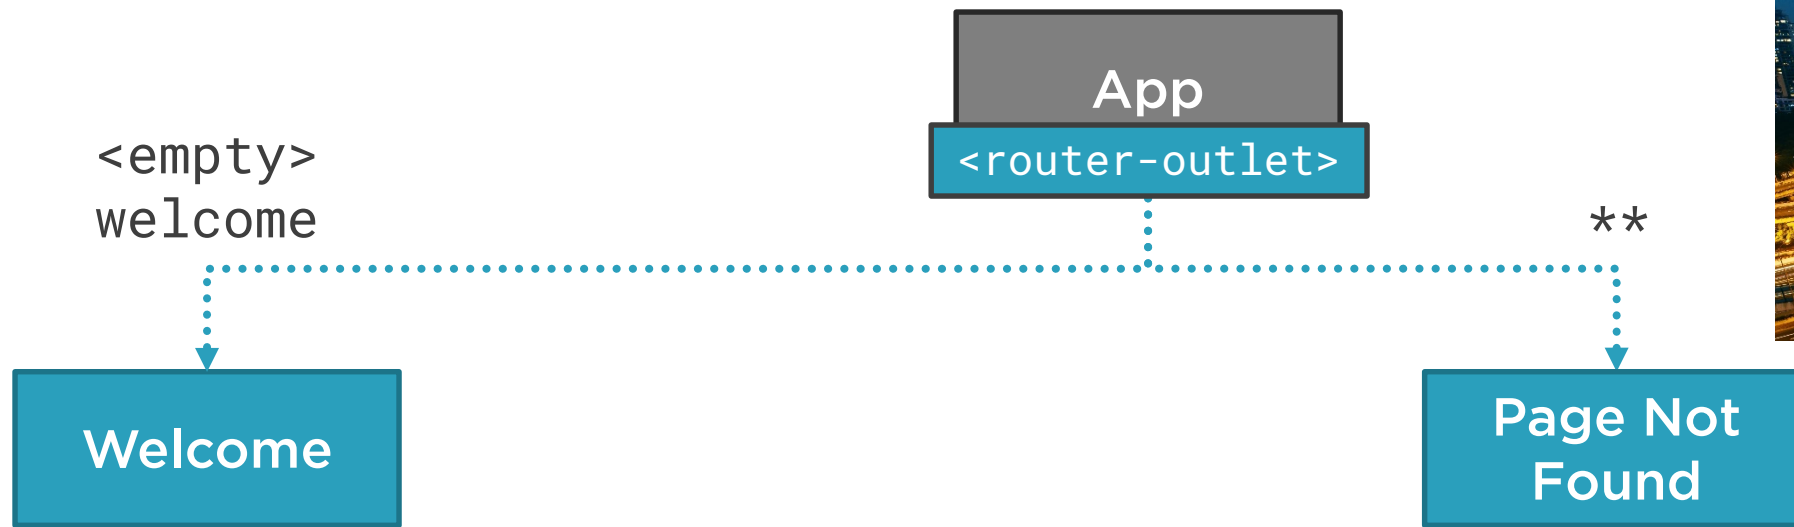 App
<router-outlet>
<empty>
welcome
**
Welcome
Page Not
Found